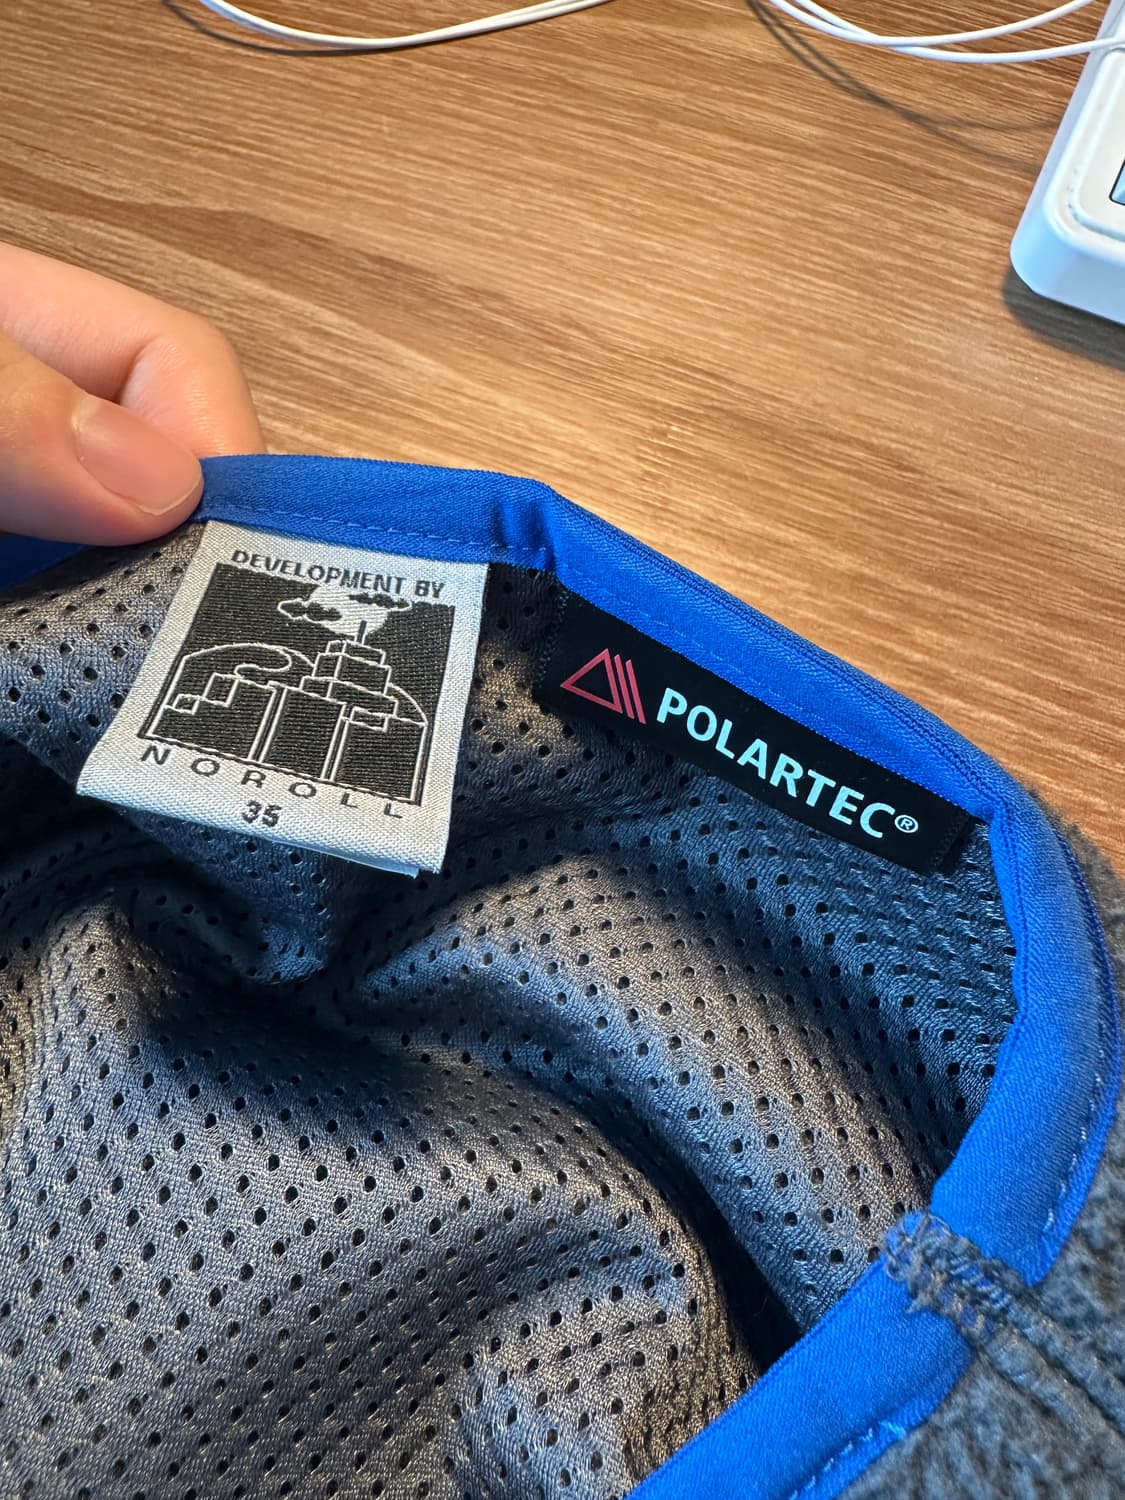 DEVELOPMENT BY
NOROLL
35
POLARTEC®